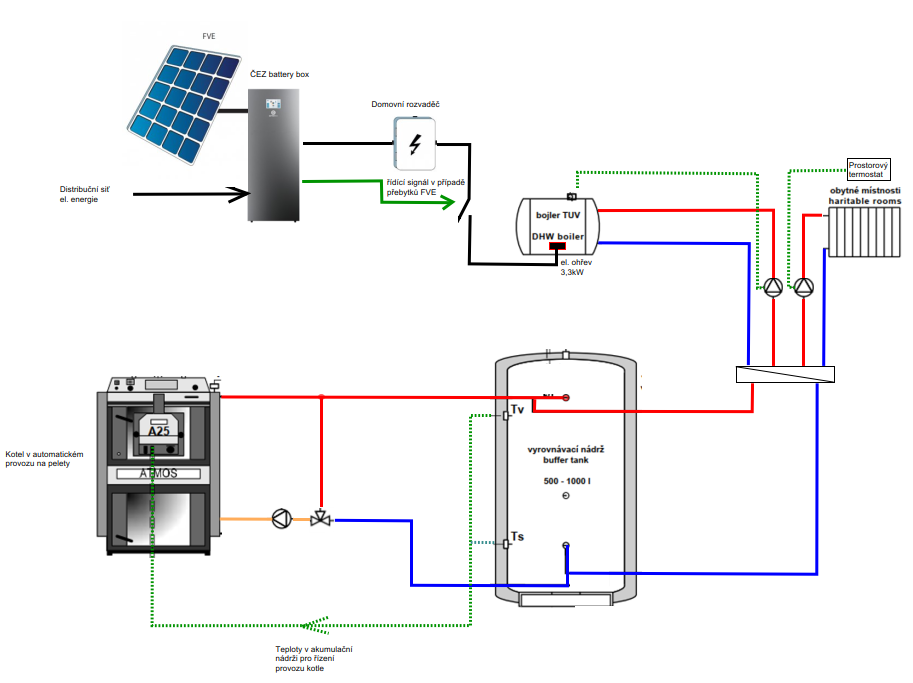 FVE
ČEZ battery box
Domovní rozvaděč
Distribuční síť
el. energie
řídící signál v případě
přebytků FVE
Prostorový
termostat
obytné místnosti
haritable rooms
bojler TUV
DHW boiler
el. ohřev
3,3kW
A25
ATMOS
Kotel v automatickém
provozu na pelety
Tv
vyrovnávací nádrž
buffer tank
500 - 1000 l
Ts
Teploty v akumulační
nádrži pro řízení
provozu kotle